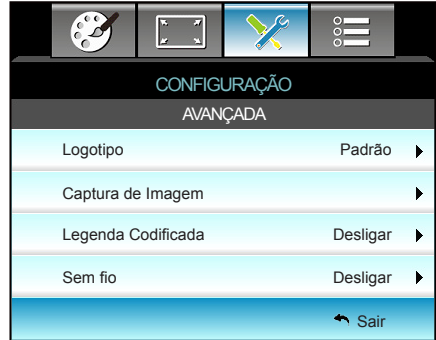 CONFIGURAÇÃO
AVANÇADA
Logotipo Padrão
Captura de Imagem
Legenda Codificada Desligar
Sem fio Desligar
Sair